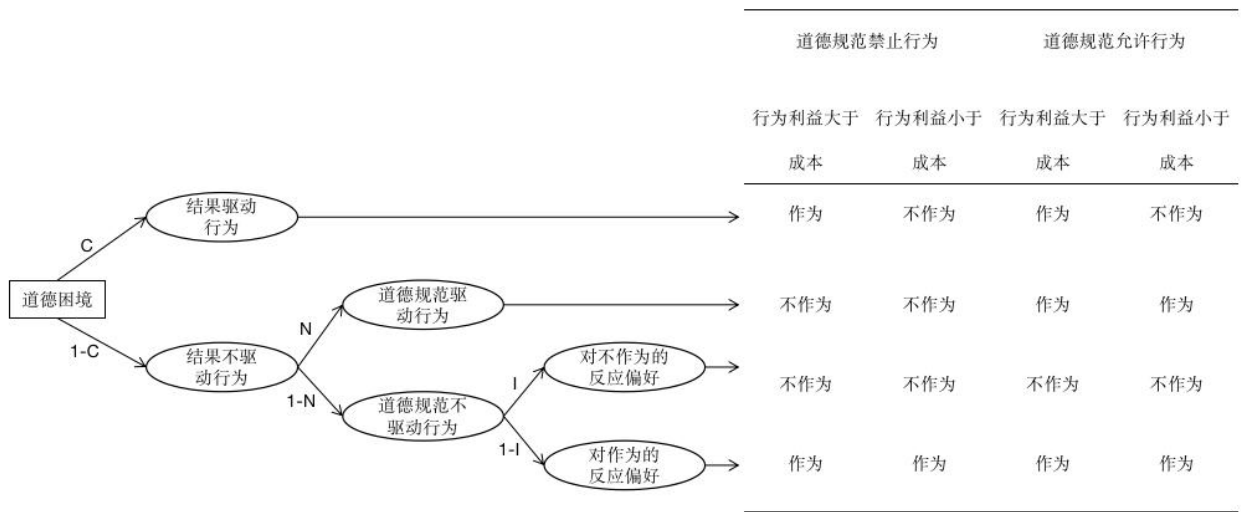 道德规范禁止行为 道德规范允许行为
行为利益大于 行为利益小于 行为利益大于 行为利益小于
成本 成本 成本 成本
结果驱动
行为
作为 不作为 作为 不作为
C
道德困境
道德规范驱
动行为
不作为 不作为 作为 作为
N
1-C
结果不驱
动行为
对不作为的
反应偏好
不作为 不作为 不作为 不作为
I
1-N
道德规范不
驱动行为
1-I
对作为的
反应偏好
作为 作为 作为 作为